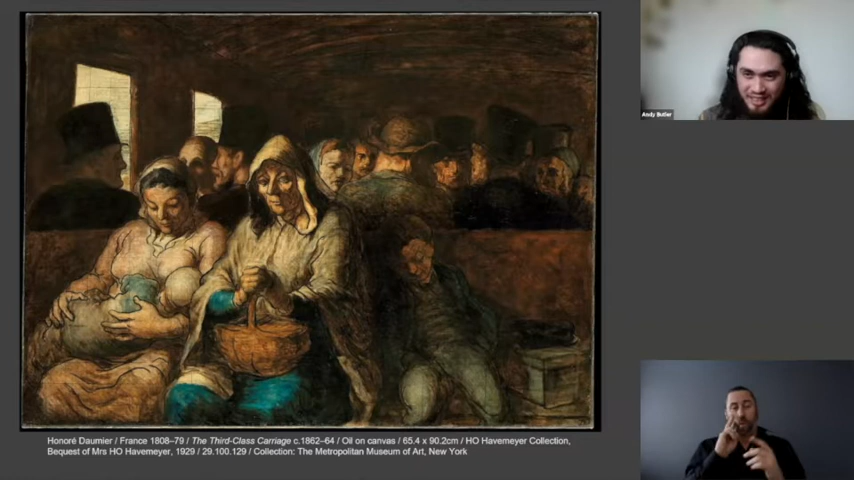 Andy Butler
Honoré Daumier / France 1808–79 / The Third-Class Carriage c.1862–64 / Oil on canvas / 65.4 x 90.2cm / HO Havemeyer Collection,
Bequest of Mrs HO Havemeyer, 1929 / 29.100.129 / Collection: The Metropolitan Museum of Art, New York